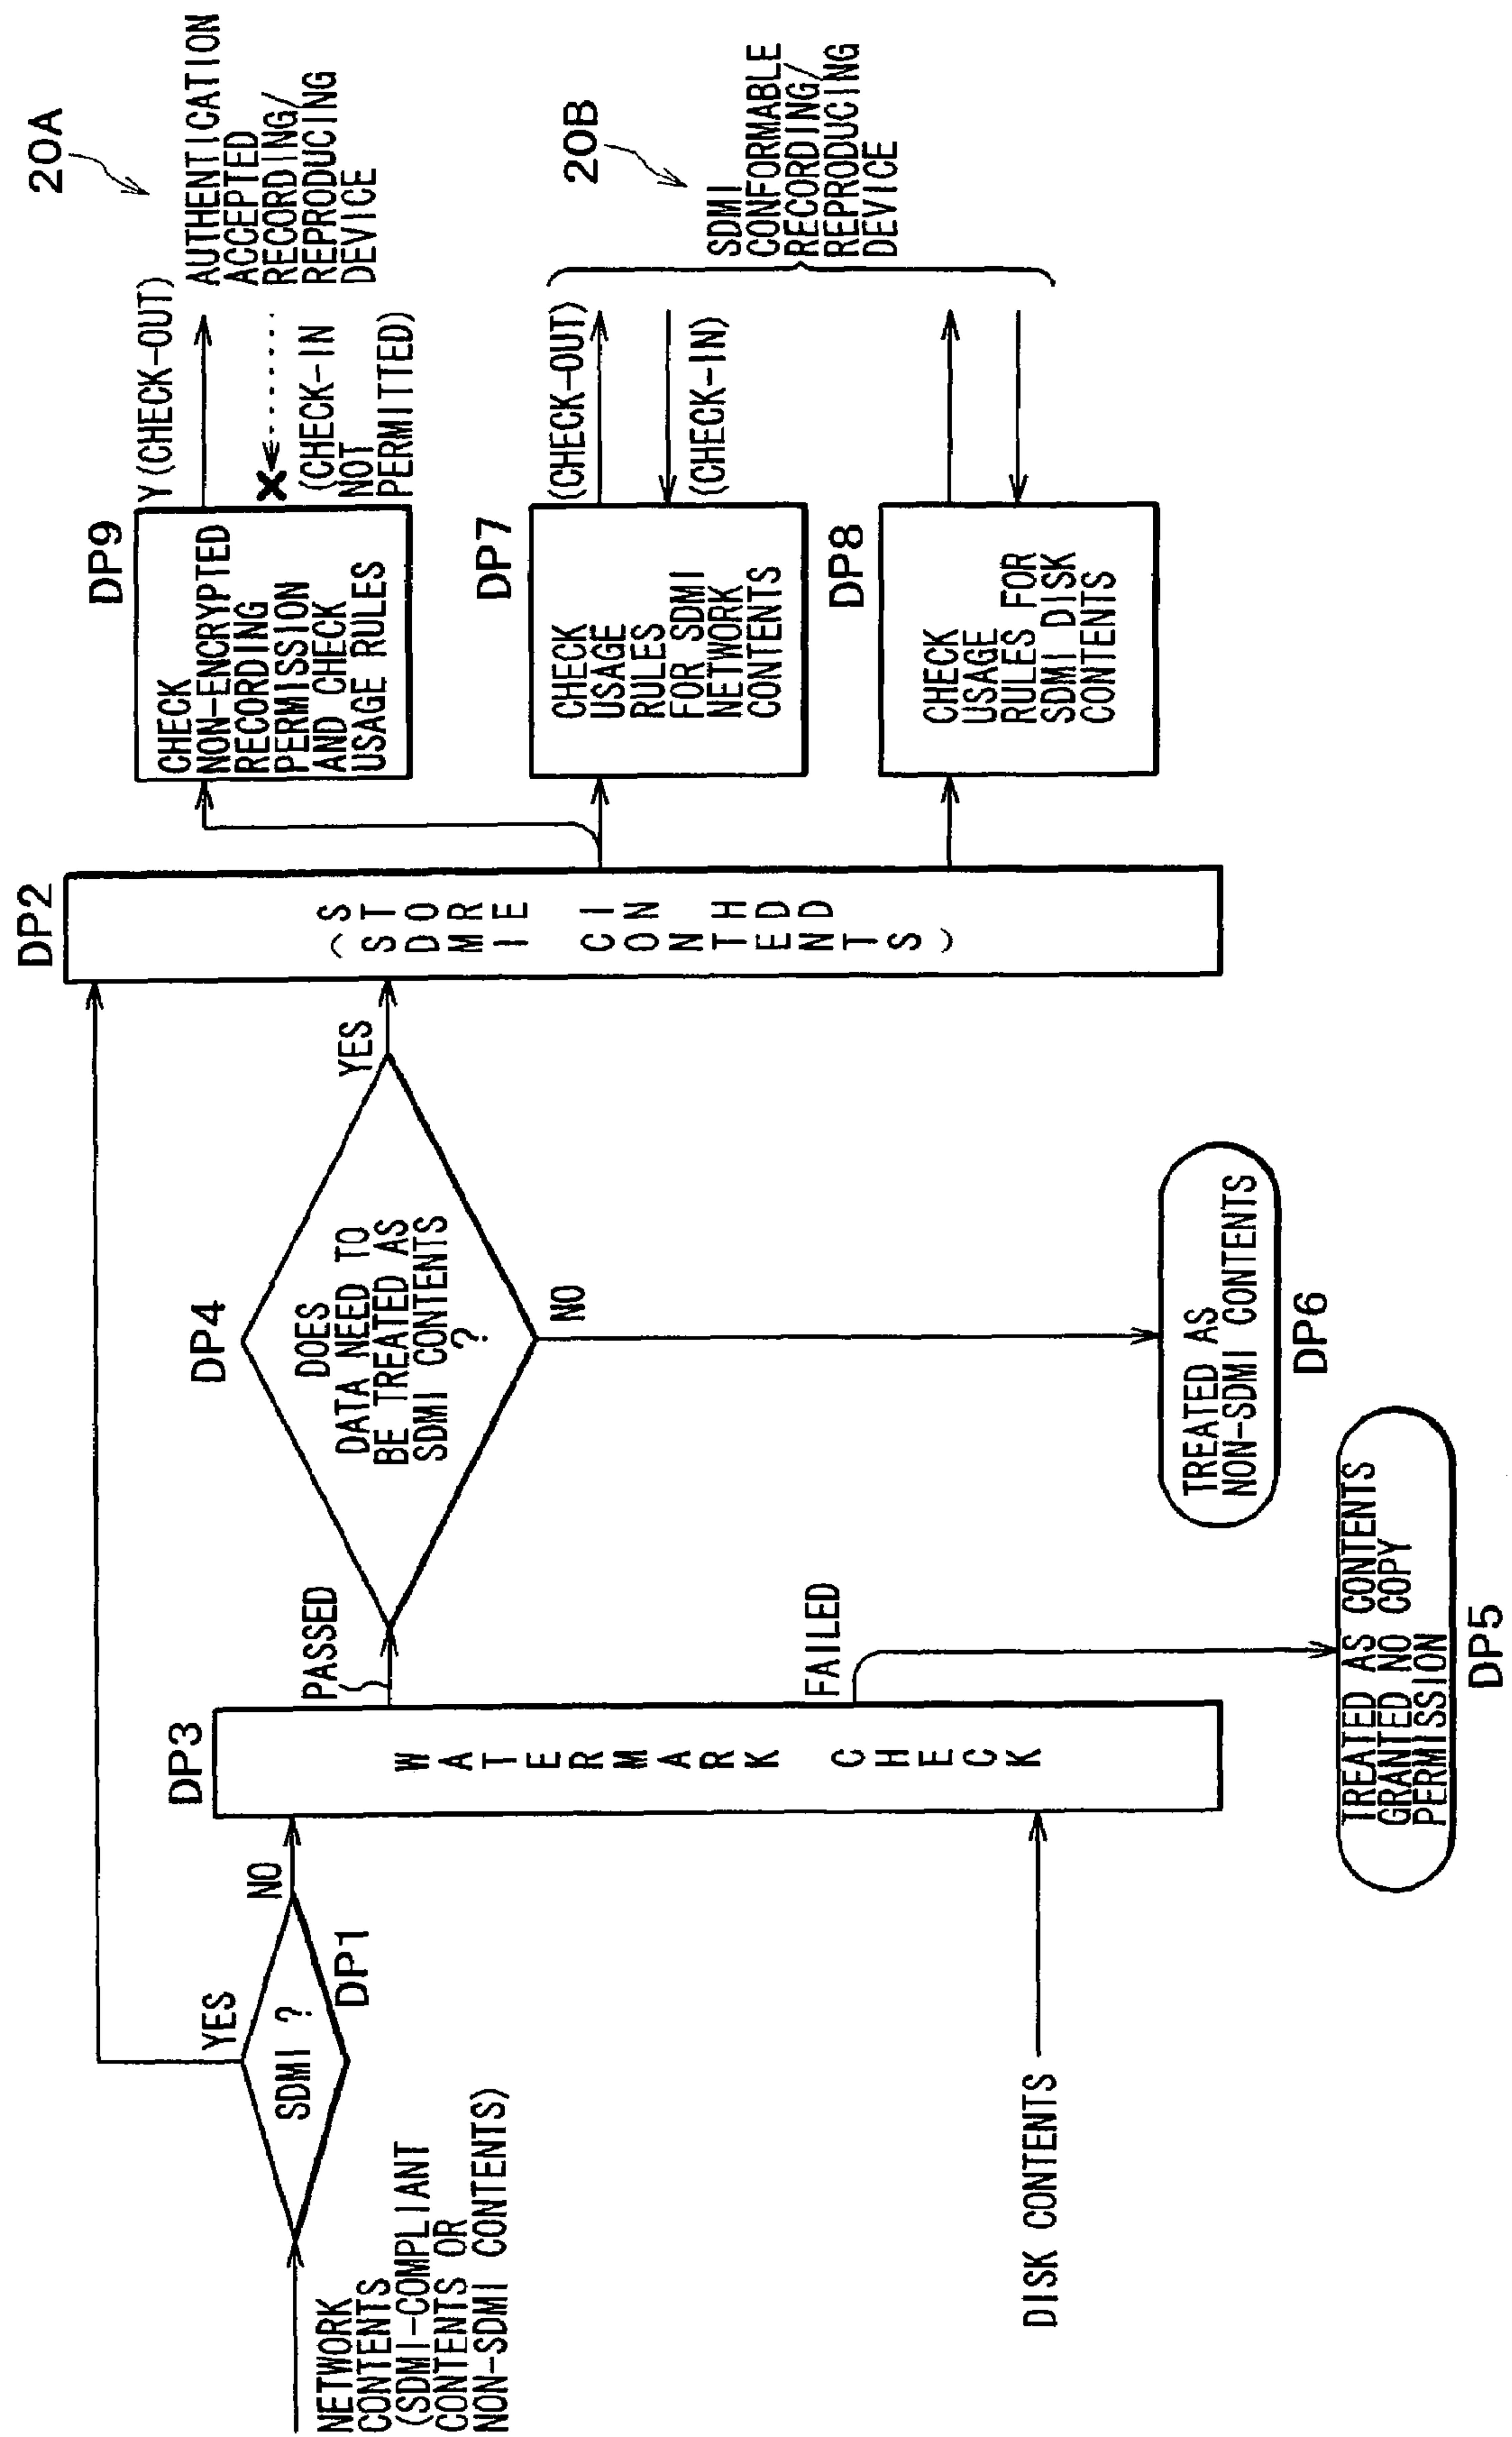 NETWORK
CONTENTS
(SDMI-COMPLIANT
CONTENTS OR
NON-SDMI CONTENTS)
SDMI ?
DP1
YES
NO
DISK CONTENTS
DP3
WATERMARK CHECK
PASSED
FAILED
TREATED AS CONTENTS
GRANTED NO COPY
PERMISSION
DP5
DP4
DOES
DATA NEED TO
BE TREATED AS
SDMI CONTENTS
?
YES
NO
TREATED AS
NON-SDMI CONTENTS
DP6
DP2
STORE IN HDD
(SDMI CONTENTS)
DP9
CHECK
NON-ENCRYPTED
RECORDING
PERMISSION
AND CHECK
USAGE RULES
Y(CHECK-OUT)
(CHECK-IN
NOT
PERMITTED)
20A
AUTHENTICATION
ACCEPTED
RECORDING/
REPRODUCING
DEVICE
DP7
CHECK
USAGE
RULES
FOR SDMI
NETWORK
CONTENTS
(CHECK-OUT)
(CHECK-IN)
DP8
CHECK
USAGE
RULES FOR
SDMI DISK
CONTENTS
20B
SDMI
CONFORMABLE
RECORDING/
REPRODUCING
DEVICE